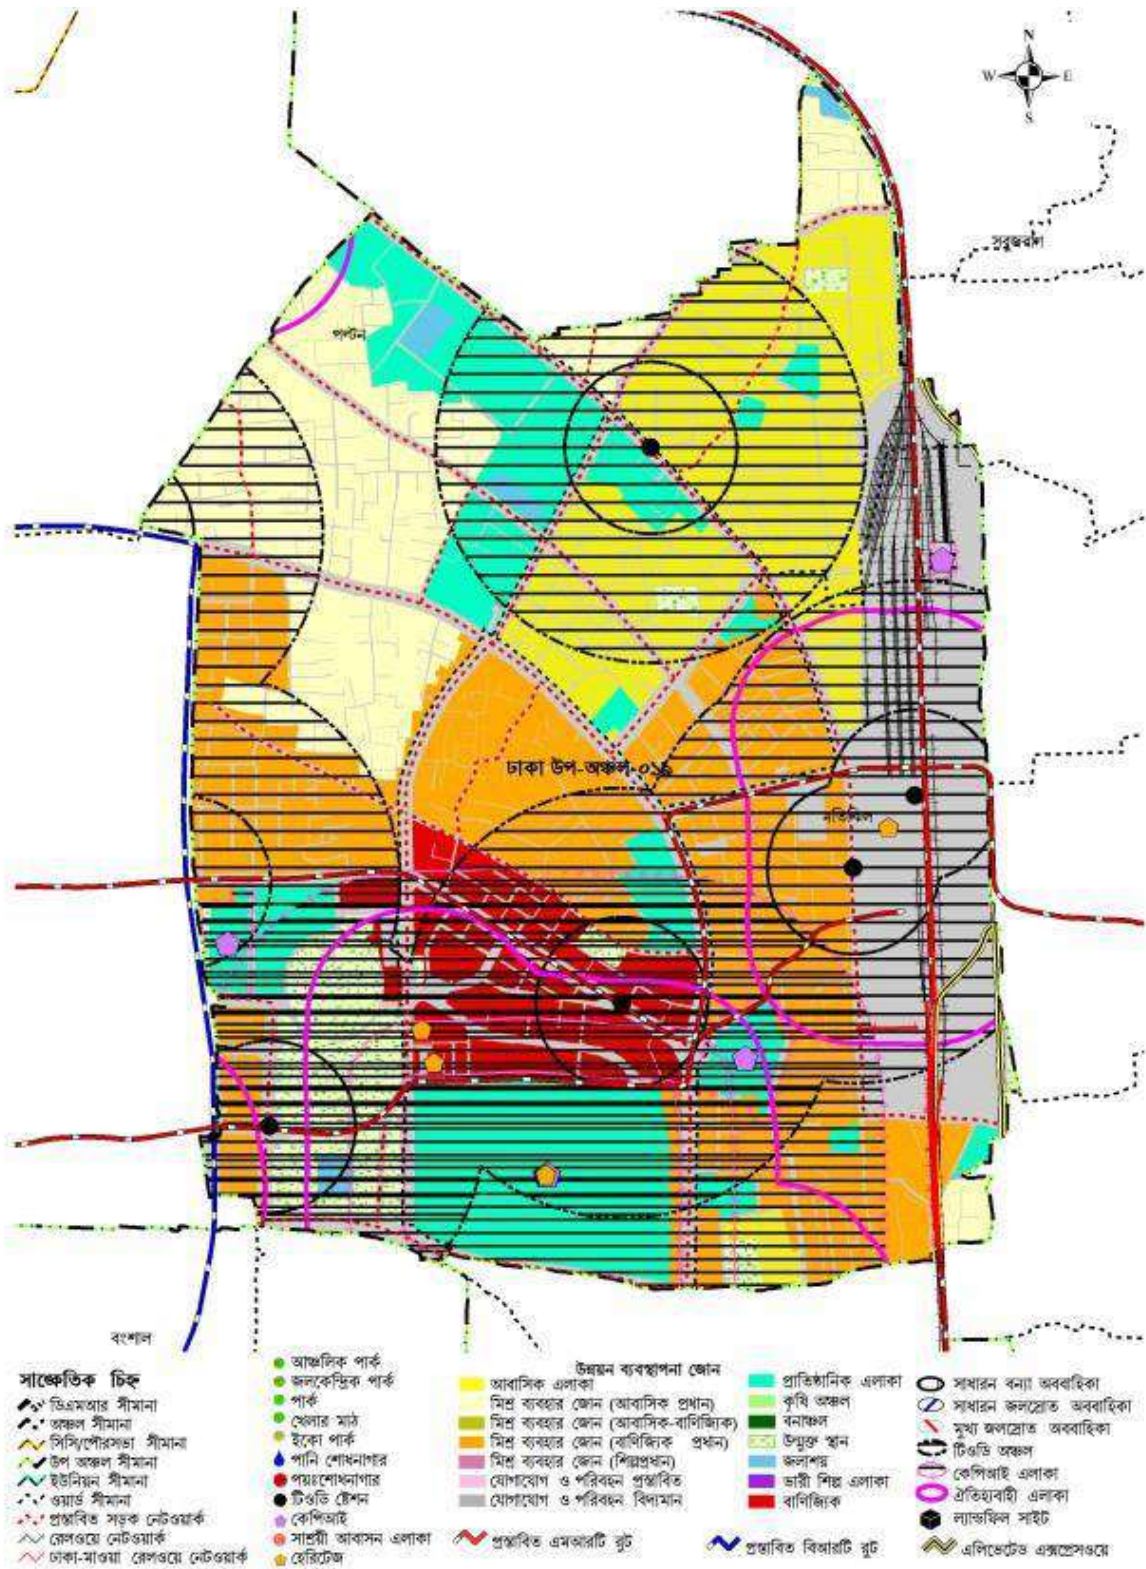 N
W E
S
সবুজবাগ
পল্টন
ঢাকা উপ-অঞ্চল-০১৯
মতিঝিল
বংশাল
সাঙ্কেতিক চিহ্ন
ডিএমআর সীমানা
অঞ্চল সীমানা
সিসি/পৌরসভা সীমানা
উপ অঞ্চল সীমানা
ইউনিয়ন সীমানা
ওয়ার্ড সীমানা
প্রস্তাবিত সড়ক নেটওয়ার্ক
রেলওয়ে নেটওয়ার্ক
ঢাকা-মাওয়া রেলওয়ে নেটওয়ার্ক
আঞ্চলিক পার্ক
জলকেন্দ্রিক পার্ক
পার্ক
খেলার মাঠ
ইকো পার্ক
পানি শোধনাগার
পয়ঃশোধনাগার
টিওডি ষ্টেশন
কেপিআই
সাশ্রয়ী আবাসন এলাকা
হেরিটেজ
উন্নয়ন ব্যবস্থাপনা জোন
আবাসিক এলাকা
মিশ্র ব্যবহার জোন (আবাসিক প্রধান)
মিশ্র ব্যবহার জোন (আবাসিক-বাণিজ্যিক)
মিশ্র ব্যবহার জোন (বাণিজ্যিক প্রধান)
মিশ্র ব্যবহার জোন (শিল্পপ্রধান)
যোগাযোগ ও পরিবহন প্রস্তাবিত
যোগাযোগ ও পরিবহন বিদ্যমান
প্রস্তাবিত এমআরটি রুট
প্রাতিষ্ঠানিক এলাকা
কৃষি অঞ্চল
বনাঞ্চল
উন্মুক্ত স্থান
জলাশয়
ভারী শিল্প এলাকা
বাণিজ্যিক
প্রস্তাবিত বিআরটি রুট
সাধারন বন্যা অববাহিকা
সাধারন জলস্রোত অববাহিকা
মুখ্য জলস্রোত অববাহিকা
টিওডি অঞ্চল
কেপিআই এলাকা
ঐতিহ্যবাহী এলাকা
ল্যান্ডফিল সাইট
এলিভেটেড এক্সপ্রেসওয়ে